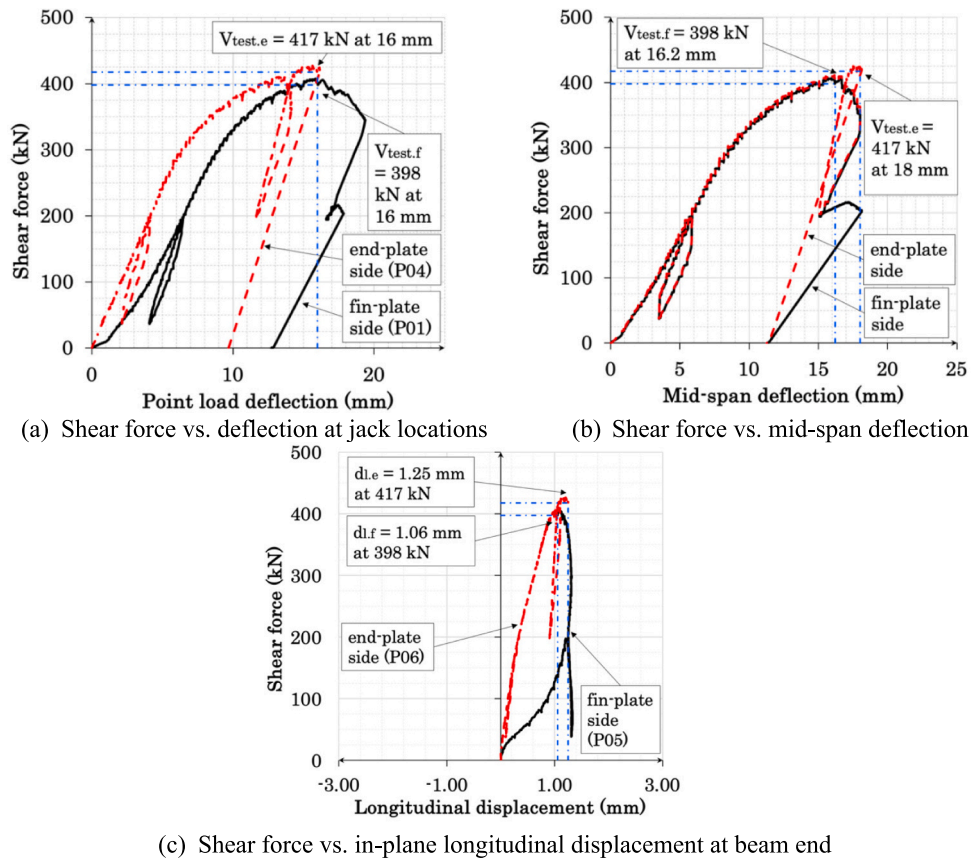 500
400
300
200
100
0
Shear force (kN)
0
10
20
Point load deflection (mm)
Vtest.e = 417 kN at 16 mm
Vtest.f
= 398
kN at
16 mm
end-plate
side (P04)
fin-plate
side (P01)
(a) Shear force vs. deflection at jack locations
500
400
300
200
100
0
Shear force (kN)
0
5
10
15
20
25
Mid-span deflection (mm)
Vtest.f = 398 kN
at 16.2 mm
Vtest.e =
417 kN
at 18 mm
end-plate
side
fin-plate
side
(b) Shear force vs. mid-span deflection
500
400
300
200
100
0
Shear force (kN)
-3.00
-1.00
1.00
3.00
Longitudinal displacement (mm)
dl.e = 1.25 mm
at 417 kN
dl.f = 1.06 mm
at 398 kN
end-plate
side (P06)
fin-plate
side
(P05)
(c) Shear force vs. in-plane longitudinal displacement at beam end